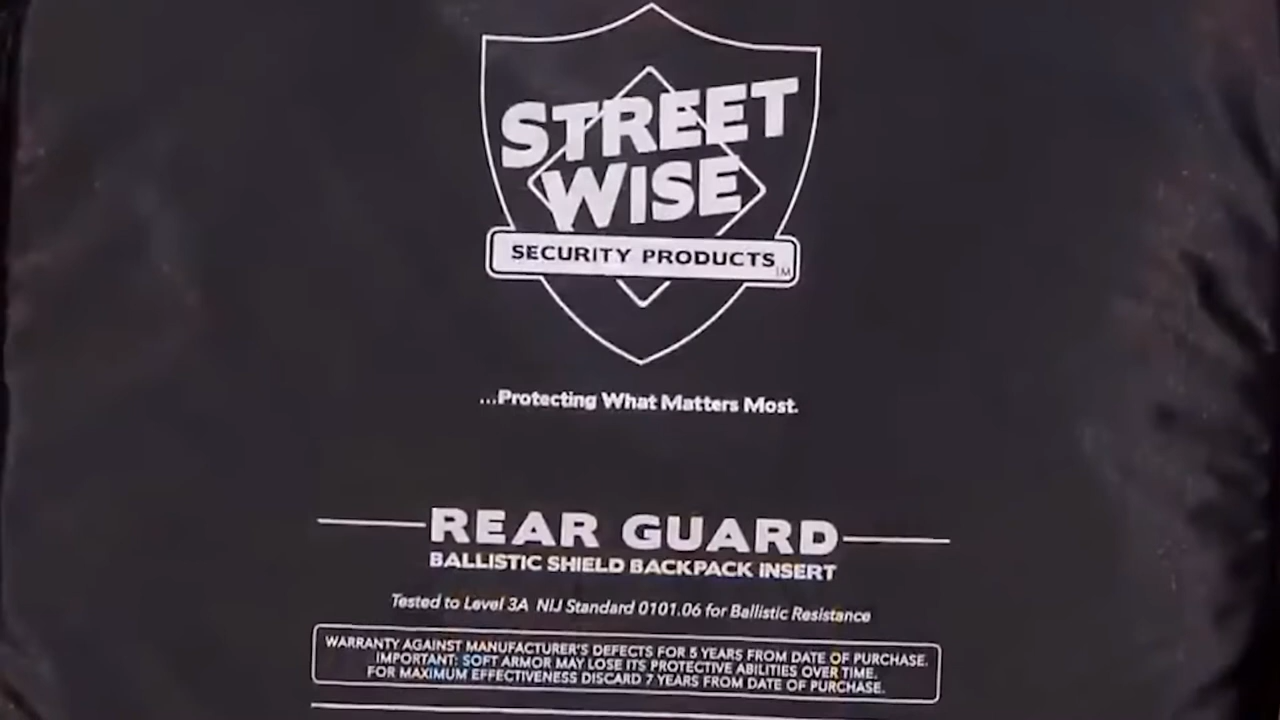 STREET
WISE
SECURITY PRODUCTS
TM
...Protecting What Matters Most.
REAR GUARD
BALLISTIC SHIELD BACKPACK INSERT
Tested to Level 3A NIJ Standard 0101.06 for Ballistic Resistance
WARRANTY AGAINST MANUFACTURER'S DEFECTS FOR 5 YEARS FROM DATE OF PURCHASE.
IMPORTANT: SOFT ARMOR MAY LOSE ITS PROTECTIVE ABILITIES OVER TIME.
FOR MAXIMUM EFFECTIVENESS DISCARD 7 YEARS FROM DATE OF PURCHASE.